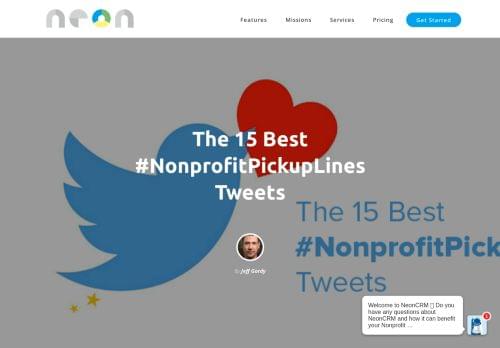 neon
Features
Missions
Services
Pricing
Get Started
The 15 Best
#NonprofitPickupLines
Tweets
by Jeff Gordy
The 15 Best
#NonprofitPick
Tweets
Welcome to NeonCRM
Do you
have any questions about
NeonCRM and how it can benefit
your Nonprofit ...
1